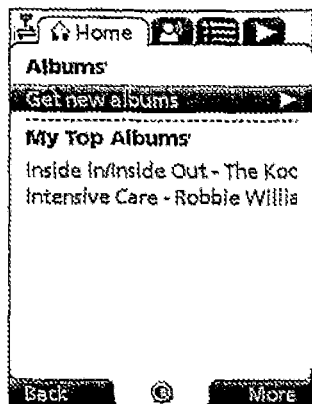 Home
Albums
Get new albums
My Top Albums
Inside In/Inside Out - The Koo
Intensive Care - Robbie Willia
Back
More